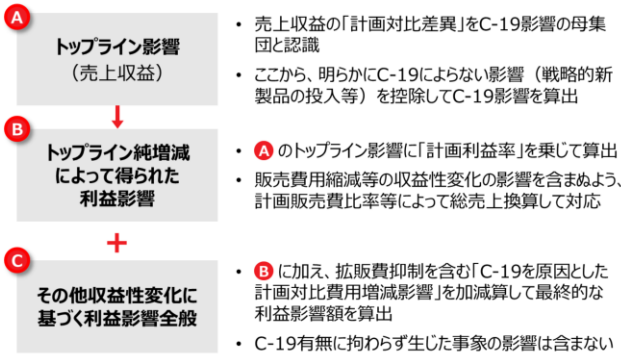 A
トップライン影響
（売上収益）
• 売上収益の「計画対比差異」をC-19影響の母集
団と認識
• ここから、明らかにC-19によらない影響（戦略的新
製品の投入等）を控除してC-19影響を算出
B
トップライン純増減
によって得られた
利益影響
• A のトップライン影響に「計画利益率」を乗じて算出
• 販売費用縮減等の収益性変化の影響を含まぬよう、
計画販売費比率等によって総売上換算して対応
+
C
その他収益性変化に
基づく利益影響全般
• B に加え、拡販費抑制を含む「C-19を原因とした
計画対比費用増減影響」を加減算して最終的な
利益影響額を算出
• C-19有無に拘わらず生じた事象の影響は含まない